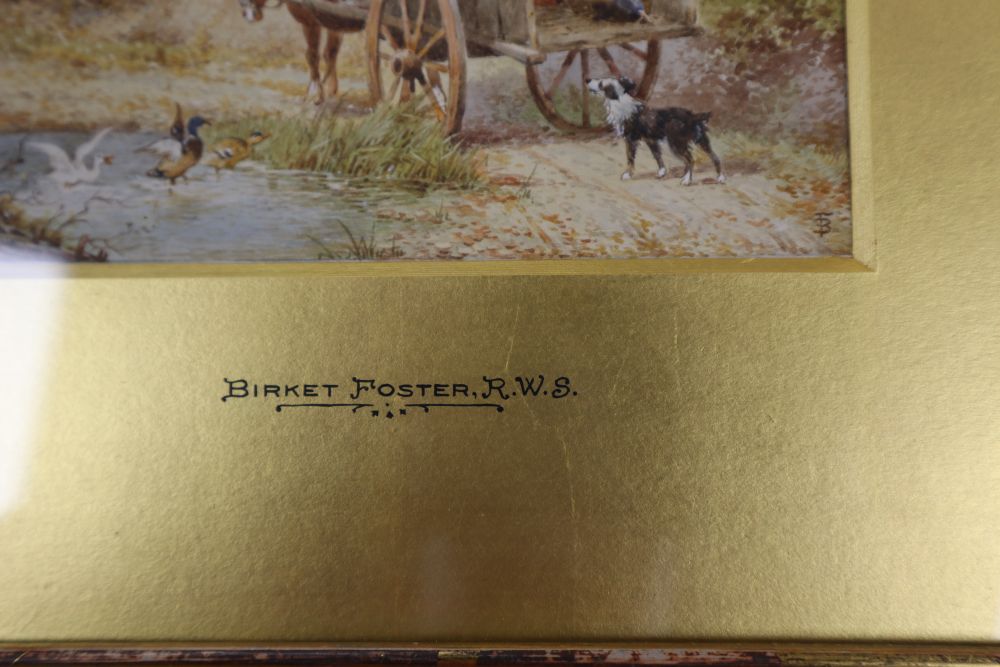 BIRKET FOSTER, R.W.S.